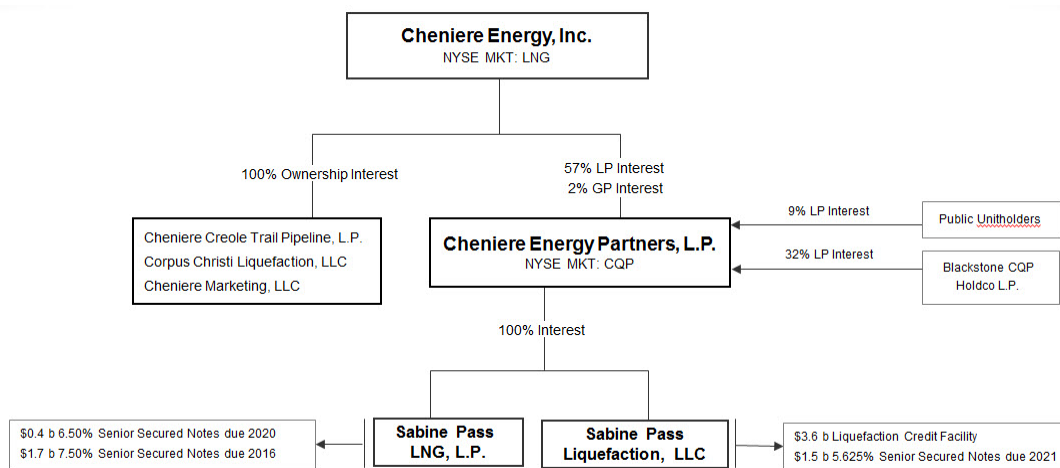 Cheniere Energy, Inc.
NYSE MKT: LNG
100% Ownership Interest
57% LP Interest
2% GP Interest
Cheniere Creole Trail Pipeline, L.P.
Corpus Christi Liquefaction, LLC
Cheniere Marketing, LLC
Cheniere Energy Partners, L.P.
NYSE MKT: CQP
9% LP Interest
Public Unitholders
32% LP Interest
Blackstone CQP
Holdco L.P.
100% Interest
$0.4 b 6.50% Senior Secured Notes due 2020
$1.7 b 7.50% Senior Secured Notes due 2016
Sabine Pass
LNG, L.P.
Sabine Pass
Liquefaction, LLC
$3.6 b Liquefaction Credit Facility
$1.5 b 5.625% Senior Secured Notes due 2021